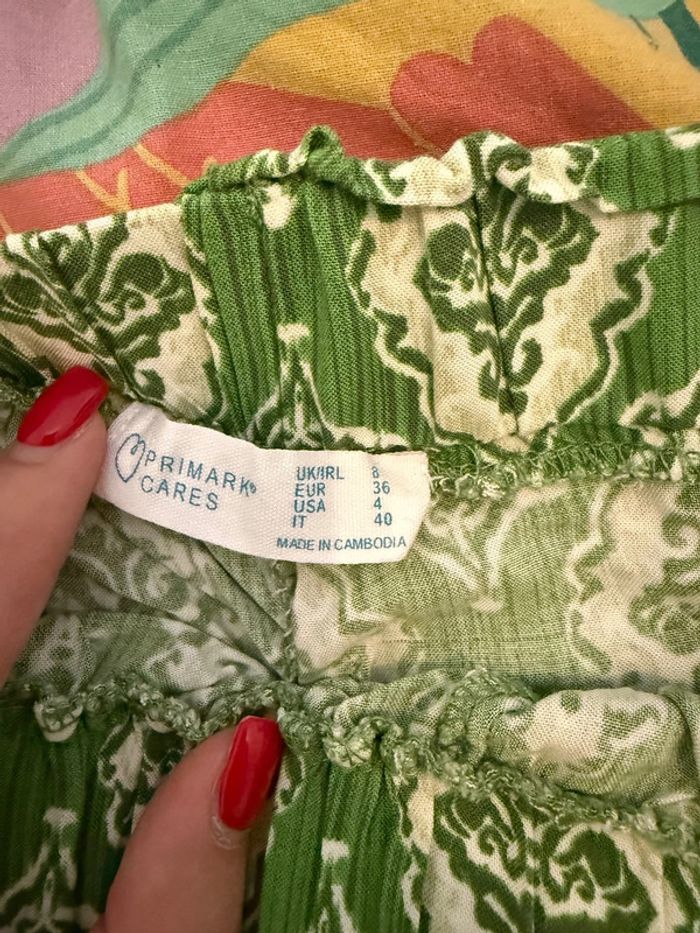 PRIMARK®
CARES
UK/IRL 8
EUR 36
USA 4
IT 40
MADE IN CAMBODIA